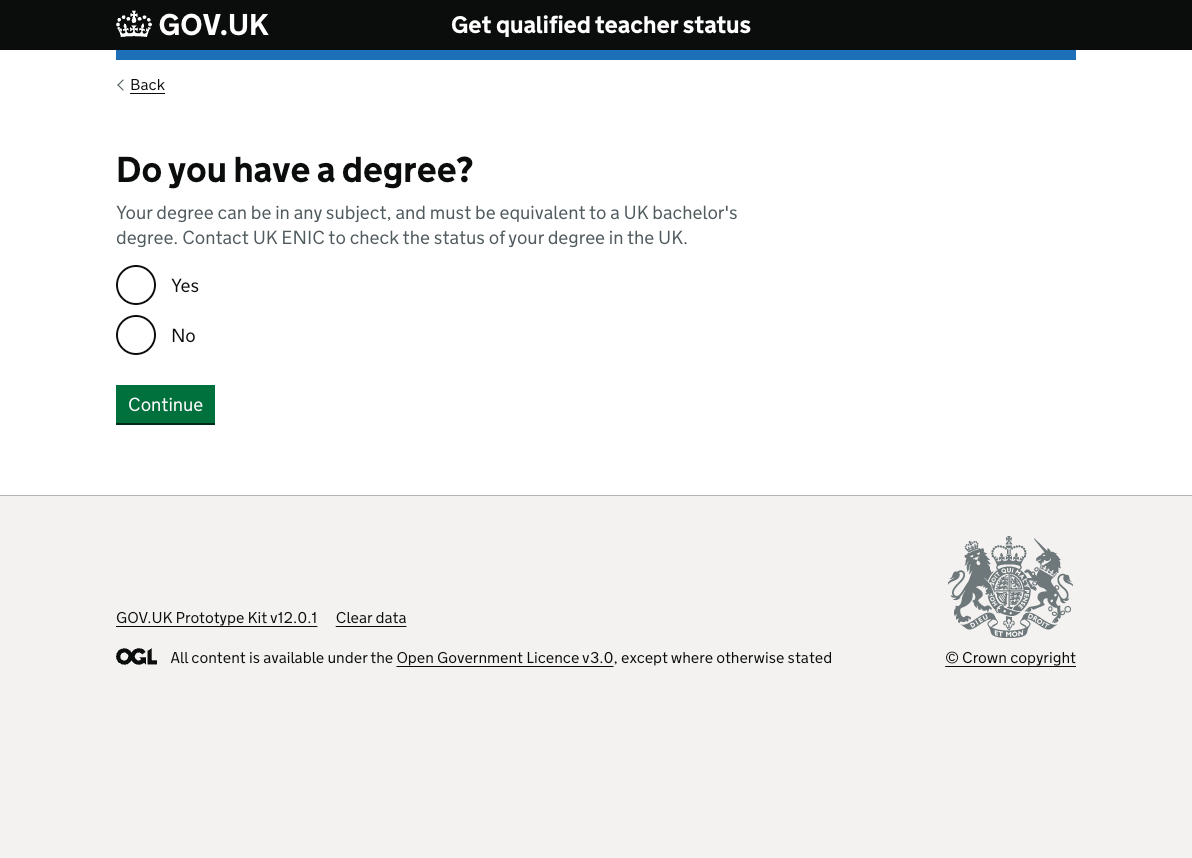 GOV.UK Get qualified teacher status
Back
Do you have a degree?
Your degree can be in any subject, and must be equivalent to a UK bachelor's
degree. Contact UK ENIC to check the status of your degree in the UK.
Yes
No
Continue
GOV.UK Prototype Kit v12.0.1 Clear data
OGL All content is available under the Open Government Licence v3.0, except where otherwise stated
DIEU ET MON DROIT
© Crown copyright